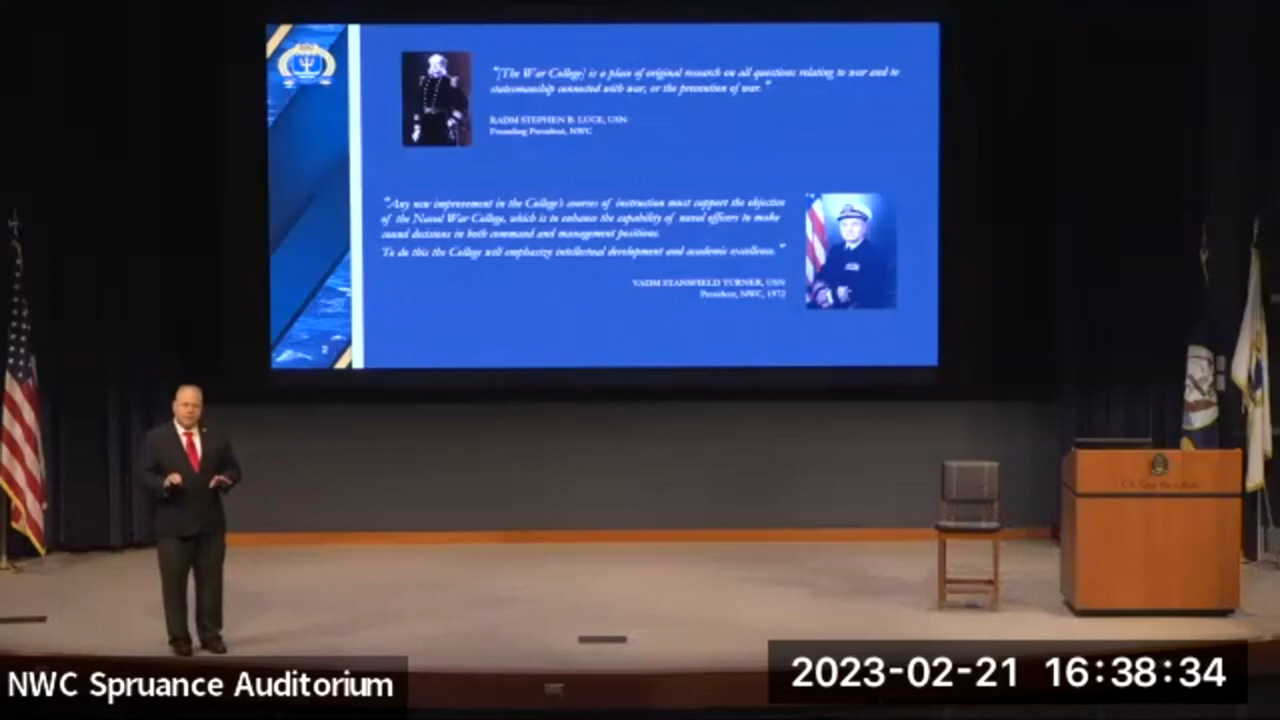 "[The War College] is a place of original research on all questions relating to war and to
statesmanship connected with war, or the prevention of war."
RADM STEPHEN B. LUCE, USN
Founding President, NWC
"Any new improvement in the College's courses of instruction must support the objective
of the Naval War College, which is to enhance the capability of naval officers to make
sound decisions in both command and management positions.
To do this the College will emphasize intellectual development and academic excellence."
VADM STANSFIELD TURNER, USN
President, NWC, 1972
2
NWC Spruance Auditorium
2023-02-21 16:38:34